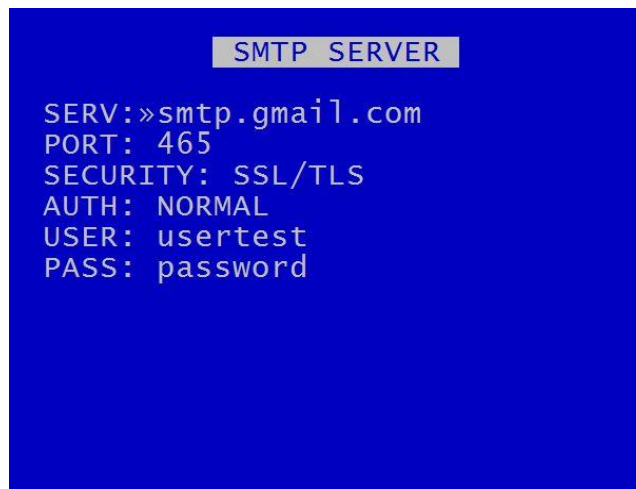 SMTP SERVER
SERV:»smtp.gmail.com
PORT: 465
SECURITY: SSL/TLS
AUTH: NORMAL
USER: usertest
PASS: password